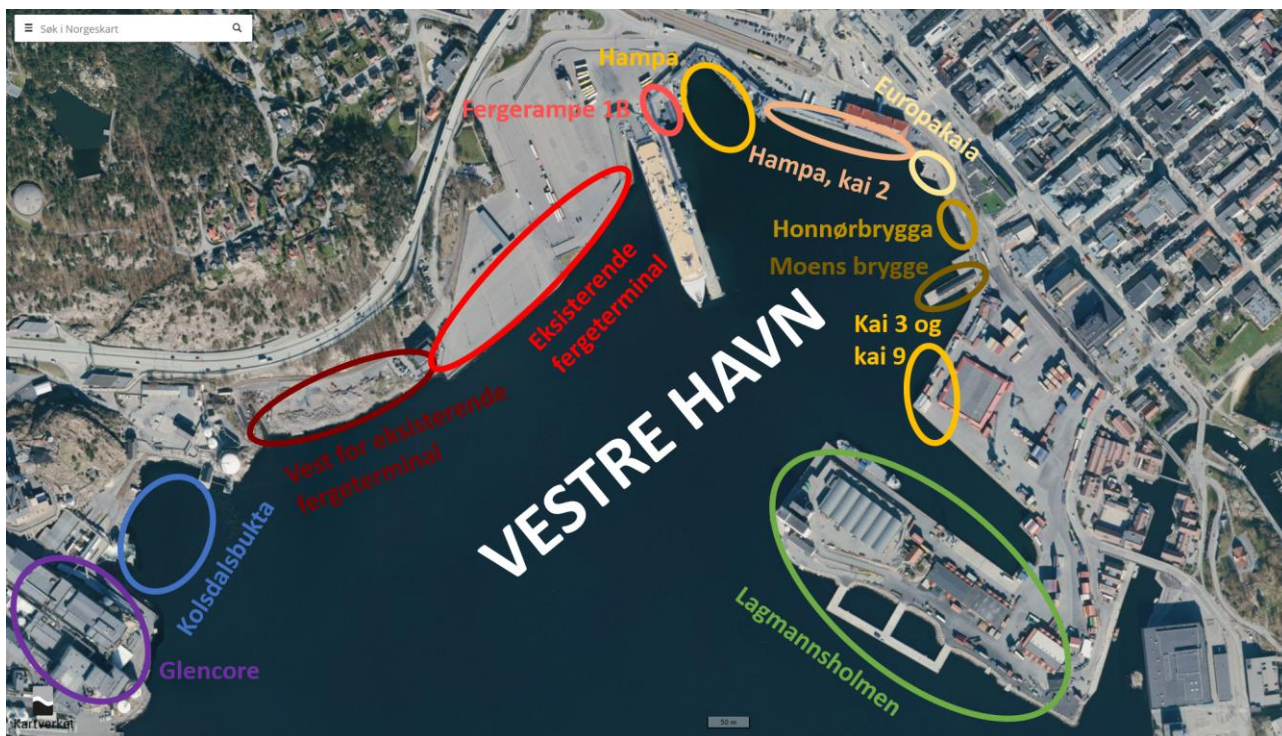 Søk i Norgeskart
Hampa
Fergerampe 1B
Europakaia
Hampa, kai 2
Honnørbrygga
Moens brygge
Eksisterende
fergeterminal
Kai 3 og
kai 9
VESTRE HAVN
Vest for eksisterende
fergeterminal
Kolsdalsbukta
Lagmannsholmen
Glencore
Kartverket
50 m